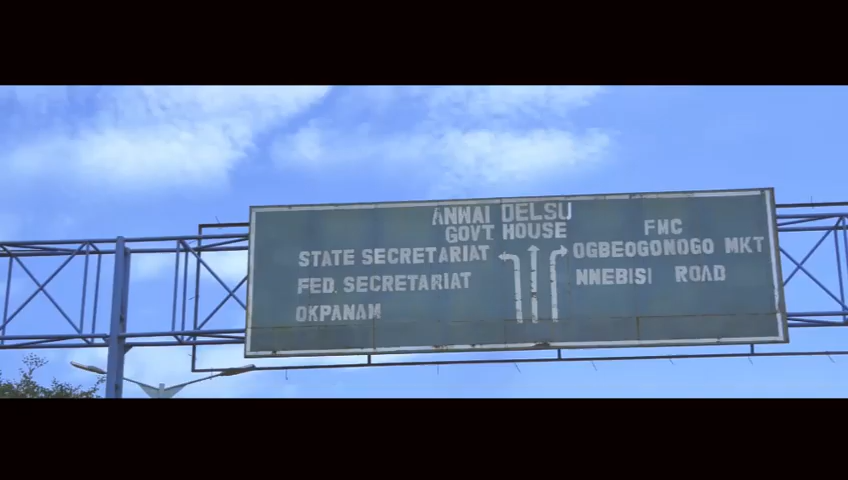 ANWAI DELSU
GOVT HOUSE
STATE SECRETARIAT
FED. SECRETARIAT
OKPANAM
FMC
OGBEOGONOGO MKT
NNEBISI ROAD